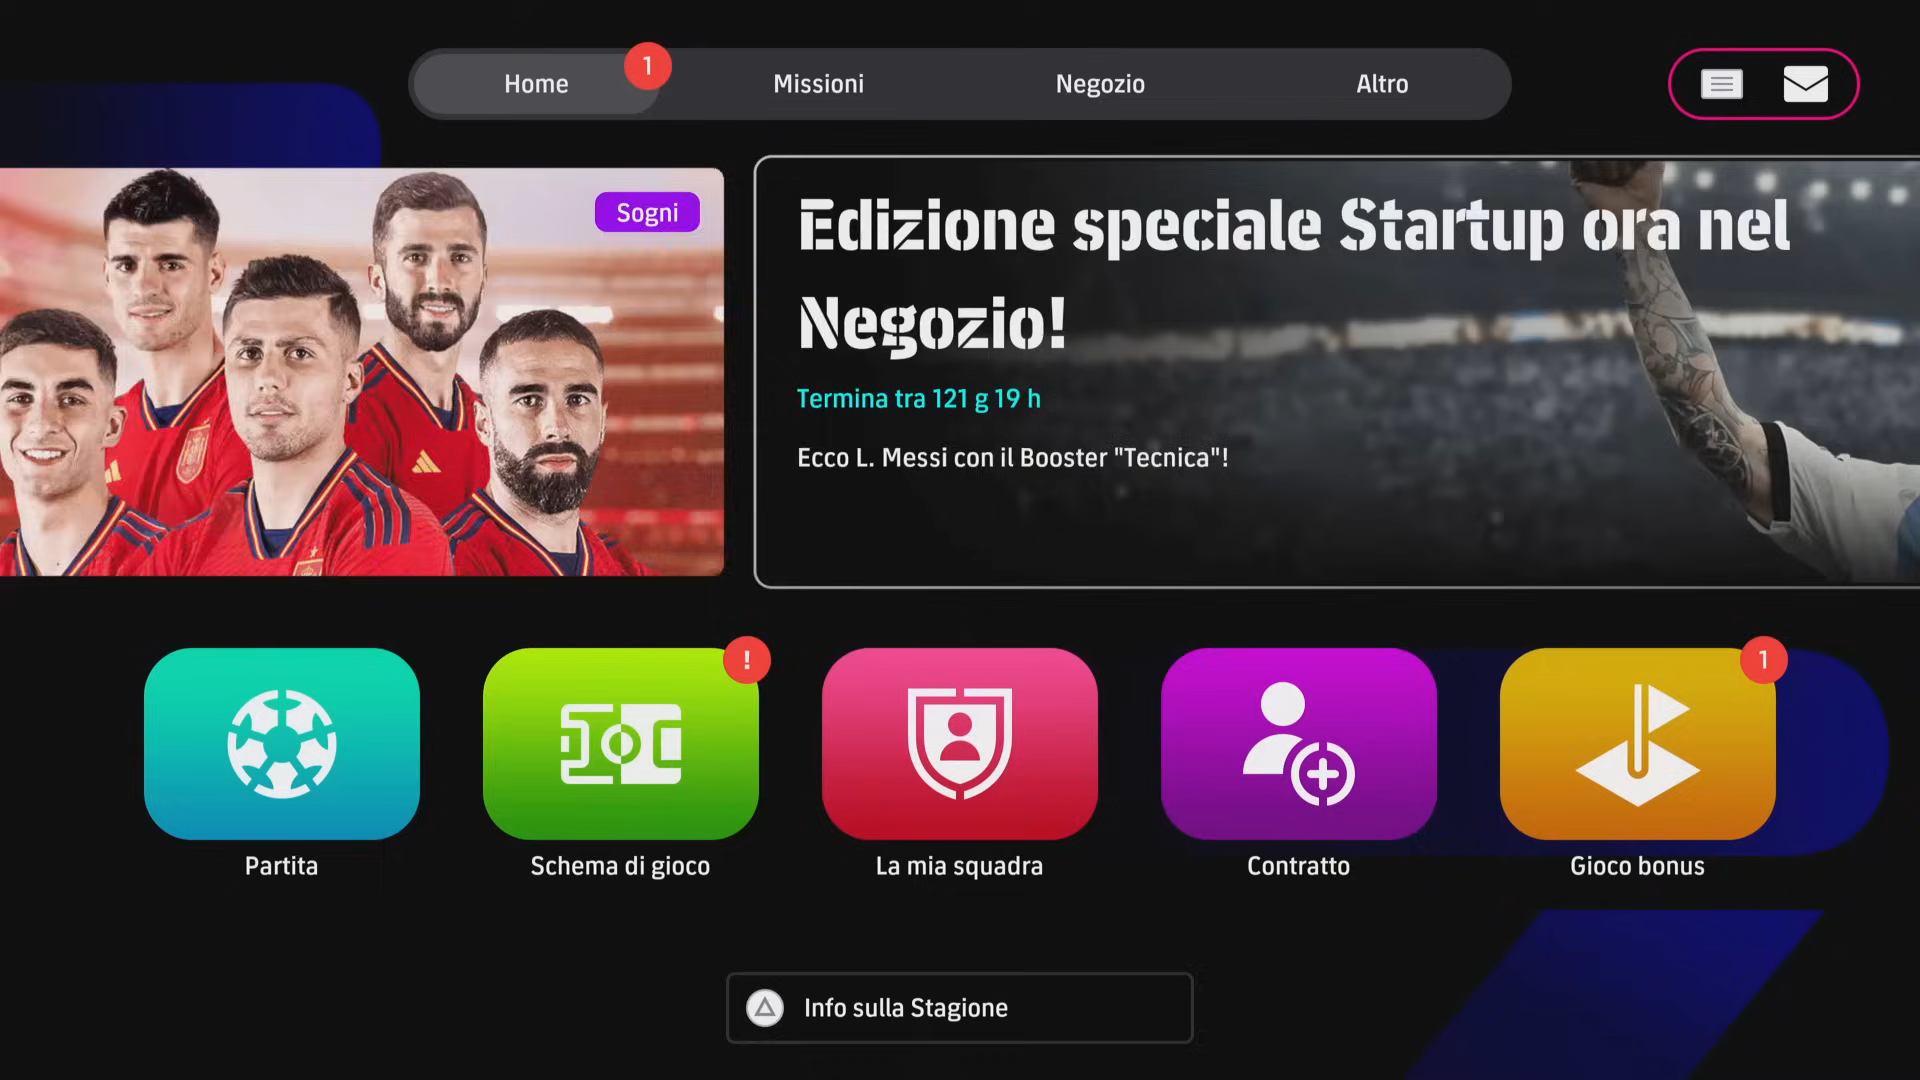 Home
1
Missioni
Negozio
Altro
Sogni
Edizione speciale Startup ora nel
Negozio!
Termina tra 121 g 19 h
Ecco L. Messi con il Booster "Tecnica"!
!
1
Partita
Schema di gioco
La mia squadra
Contratto
Gioco bonus
Info sulla Stagione